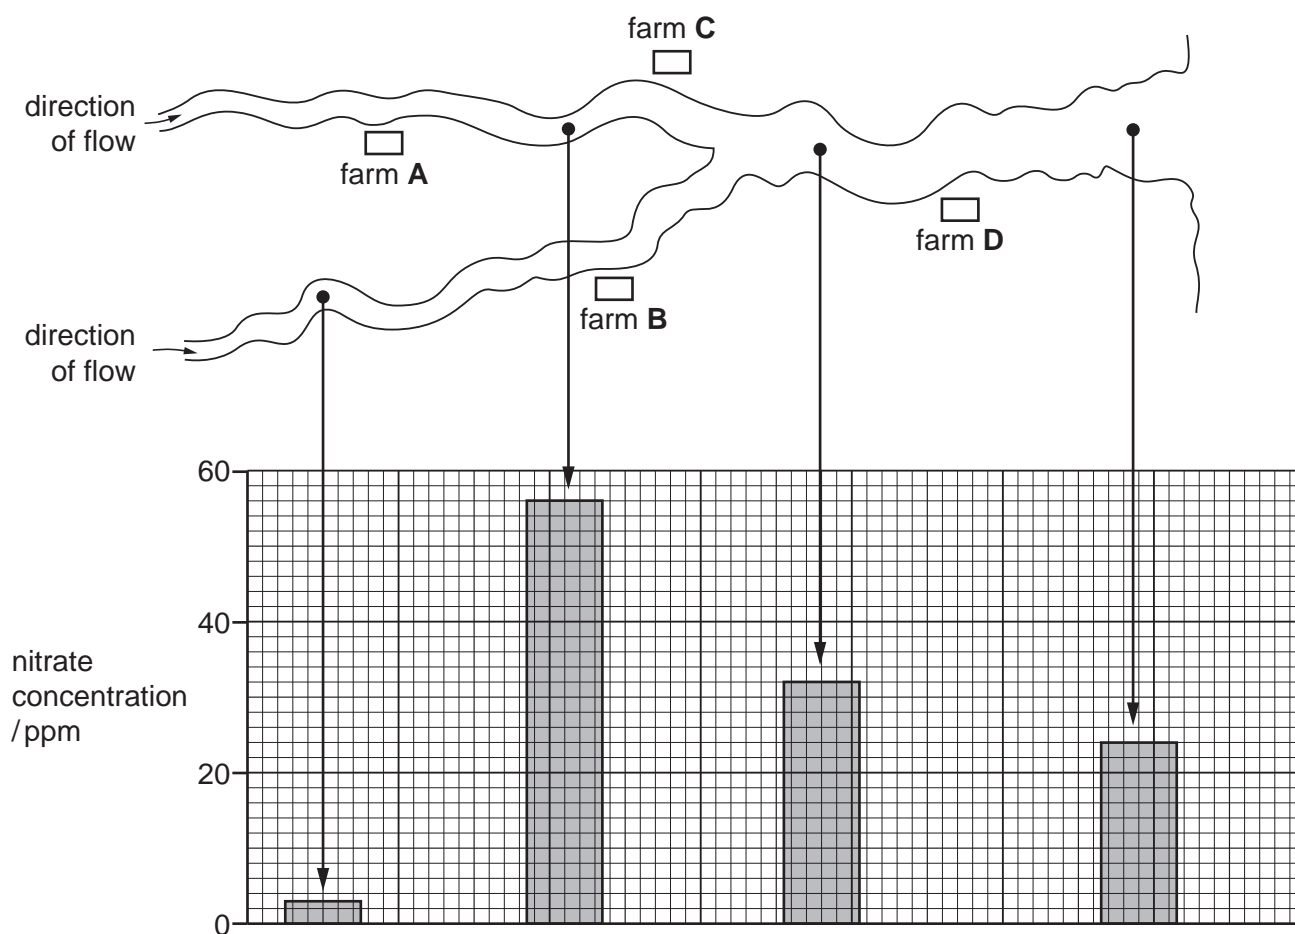 farm C
direction
of flow
farm A
farm D
farm B
direction
of flow
60
40
nitrate
concentration
/ppm
20
0